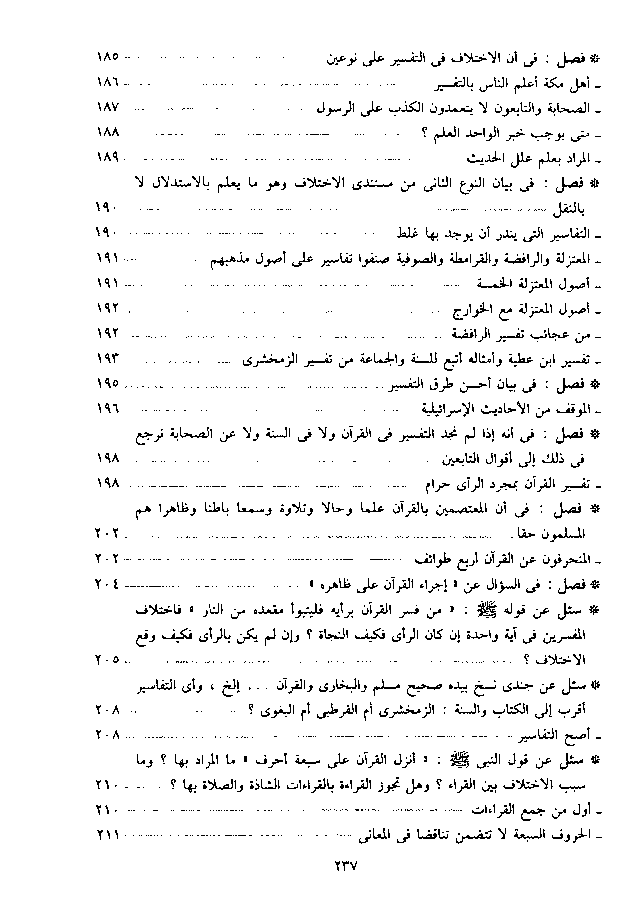 * فصل : فى أن الاختلاف فى التفسير على نوعين ١٨٥
ـ أهل مكة أعلم الناس بالتفسير ١٨٦
ـ الصحابة والتابعون لا يتعمدون الكذب على الرسول ١٨٧
ـ متى يوجب خبر الواحد العلم ؟ ١٨٨
ـ المراد بعلم علل الحديث ١٨٩
* فصل : فى بيان النوع الثانى من مستندى الاختلاف وهو ما يعلم بالاستدلال لا
بالنقل ١٩٠
ـ التفاسير التى يندر أن يوجد بها غلط ١٩٠
ـ المعتزلة والرافضة والقرامطة والصوفية صنفوا تفاسير على أصول مذهبهم ١٩١
ـ أصول المعتزلة الخمسة ١٩١
ـ أصول المعتزلة مع الخوارج ١٩٢
ـ من عجائب تفسير الرافضة ١٩٢
ـ تفسير ابن عطية وأمثاله أتبع للسنة والجماعة من تفسير الزمخشرى ١٩٣
* فصل : فى بيان أحسن طرق التفسير ١٩٥
ـ الموقف من الأحاديث الإسرائيلية ١٩٦
* فصل : فى أنه إذا لم نجد التفسير فى القرآن ولا فى السنة ولا عن الصحابة نرجع
فى ذلك إلى أقوال التابعين ١٩٨
ـ تفسير القرآن بمجرد الرأى حرام ١٩٨
* فصل : فى أن المعتصمين بالقرآن علما وحالا وتلاوة وسمعا باطنا وظاهرا هم
المسلمون حقا ٢٠٢
ـ المنحرفون عن القرآن أربع طوائف ٢٠٢
* فصل : فى السؤال عن « إجراء القرآن على ظاهره » ٢٠٤
* سئل عن قوله ﷺ : « من فسر القرآن برأيه فليتبوأ مقعده من النار » فاختلاف
المفسرين فى آية واحدة إن كان الرأى فكيف النجاة ؟ وإن لم يكن بالرأى فكيف وقع
الاختلاف ؟ ٢٠٥
* سئل عن جندى نسخ بيده صحيح مسلم والبخارى والقرآن ... إلخ ، وأى التفاسير
أقرب إلى الكتاب والسنة : الزمخشرى أم القرطبى أم البغوى ؟ ٢٠٨
ـ أصح التفاسير ٢٠٨
* سئل عن قول النبى ﷺ : « أنزل القرآن على سبعة أحرف » ما المراد بها ؟ وما
سبب الاختلاف بين القراء ؟ وهل تجوز القراءة بالقراءات الشاذة والصلاة بها ؟ ٢١٠
ـ أول من جمع القراءات ٢١٠
ـ الحروف السبعة لا تتضمن تناقضا فى المعانى ٢١١
٢٣٧